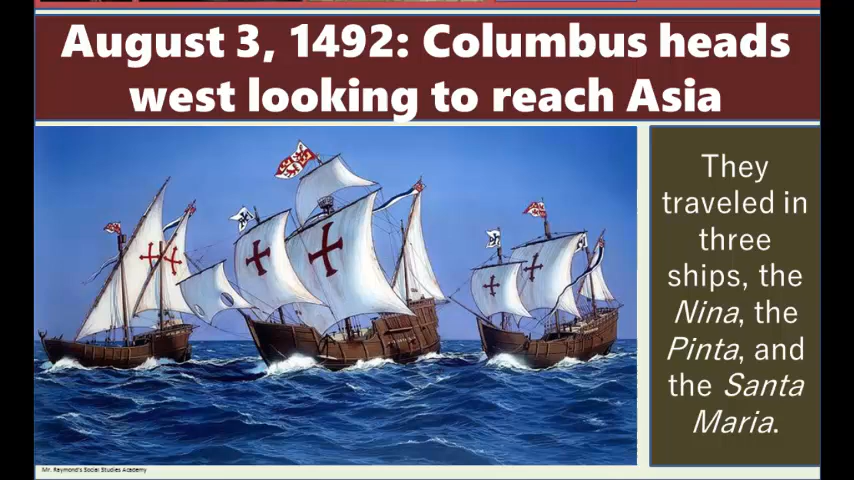 August 3, 1492: Columbus heads
west looking to reach Asia
They
traveled in
three
ships, the
Nina, the
Pinta, and
the Santa
Maria.
Mr. Raymond's Social Studies Academy